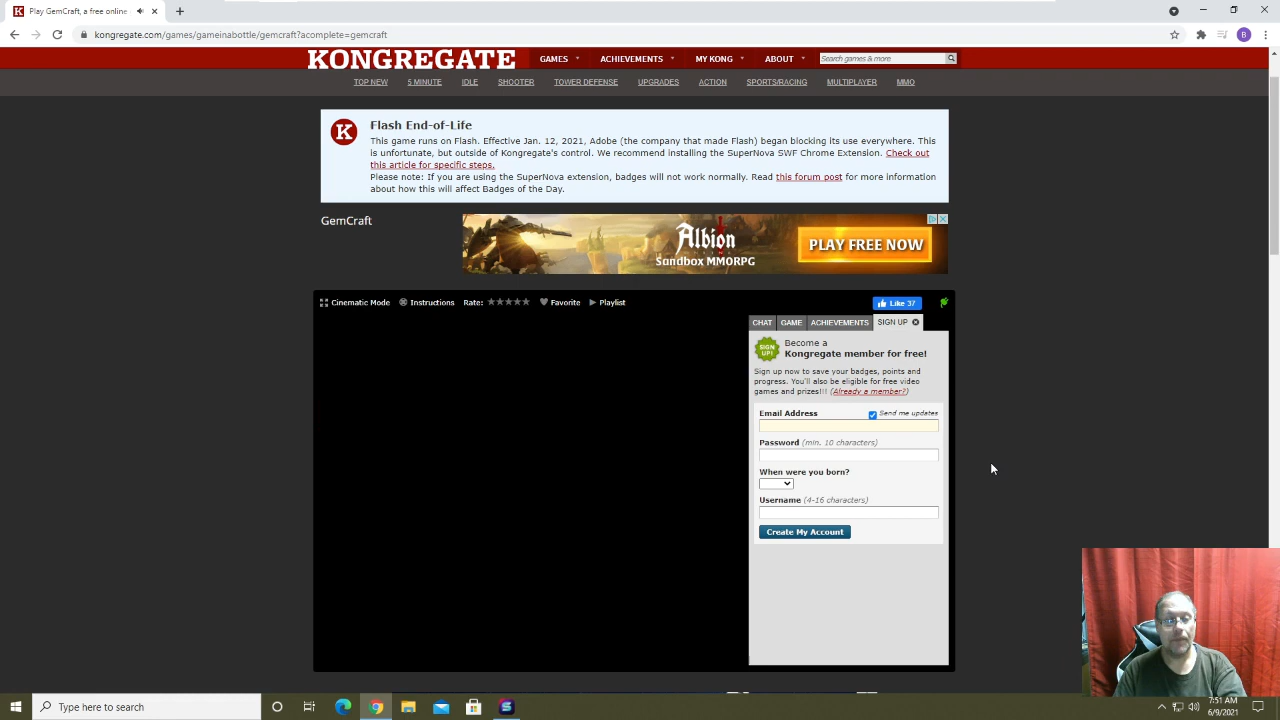 Play GemCraft, a free online
kongregate.com/games/gameinabottle/gemcraft?acomplete=gemcraft
B
KONGREGATE
GAMES
ACHIEVEMENTS
MY KONG
ABOUT
Search games & more
TOP NEW
5 MINUTE
IDLE
SHOOTER
TOWER DEFENSE
UPGRADES
ACTION
SPORTS/RACING
MULTIPLAYER
MMO
K
Flash End-of-Life
This game runs on Flash. Effective Jan. 12, 2021, Adobe (the company that made Flash) began blocking its use everywhere. This
is unfortunate, but outside of Kongregate's control. We recommend installing the SuperNova SWF Chrome Extension. Check out
this article for specific steps.
Please note: If you are using the SuperNova extension, badges will not work normally. Read this forum post for more information
about how this will affect Badges of the Day.
GemCraft
Albion
Sandbox MMORPG
PLAY FREE NOW
Cinematic Mode
Instructions
Rate:
Favorite
Playlist
Like 37
CHAT
GAME
ACHIEVEMENTS
SIGN UP
SIGN UP!
Become a
Kongregate member for free!
Sign up now to save your badges, points and
progress. You'll also be eligible for free video
games and prizes!!! (Already a member?)
Email Address
Send me updates
Password (min. 10 characters)
When were you born?
Username (4-16 characters)
Create My Account
Type here to search
7:51 AM
6/9/2021